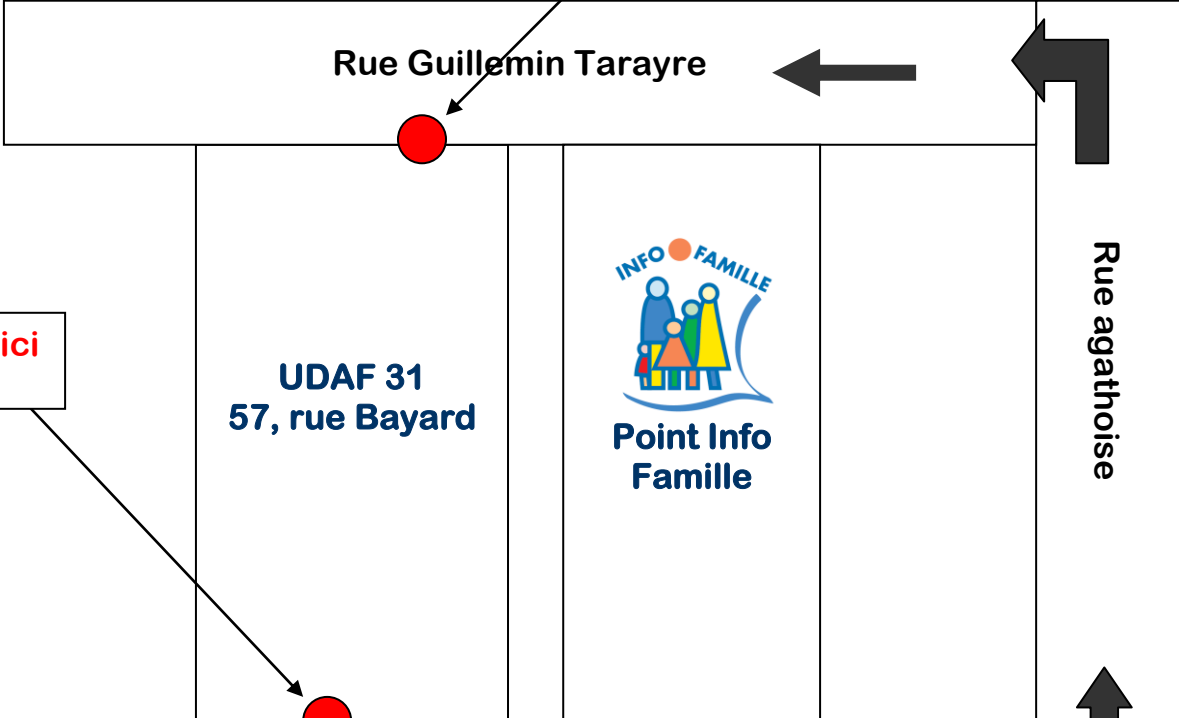 Rue Guillemin Tarayre
INFO FAMILLE
Rue agathoise
ici
UDAF 31
57, rue Bayard
Point Info
Famille